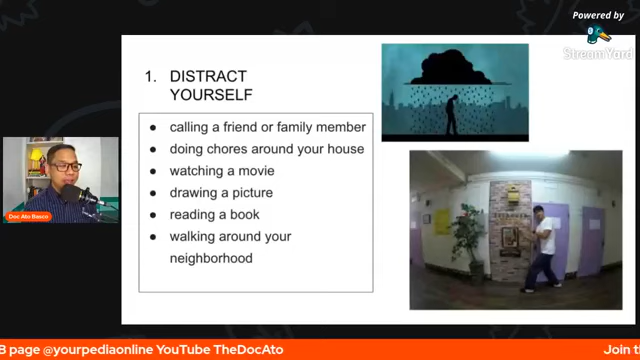 Powered by
StreamYard
1. DISTRACT
YOURSELF
● calling a friend or family member
● doing chores around your house
● watching a movie
● drawing a picture
● reading a book
● walking around your
neighborhood
Doc Ato Basco
B page @yourpediaonline YouTube TheDocAto
Join th